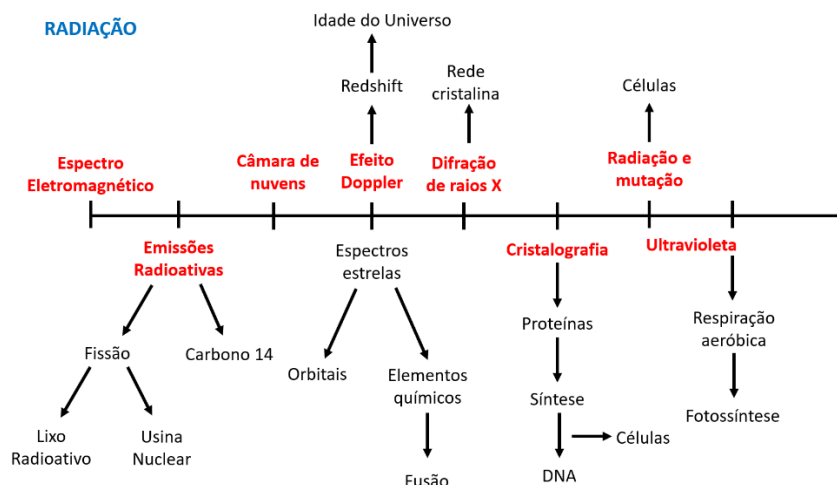 RADIAÇÃO
Idade do Universo
Redshift
Rede
cristalina
Células
Espectro
Eletromagnético
Câmara de
nuvens
Efeito
Doppler
Difração
de raios X
Radiação e
mutação
Emissões
Radioativas
Espectros
estrelas
Cristalografia
Ultravioleta
Fissão
Carbono 14
Orbitais
Elementos
químicos
Proteínas
Respiração
aeróbica
Lixo
Radioativo
Usina
Nuclear
Síntese
Células
Fotossíntese
Fusão
DNA